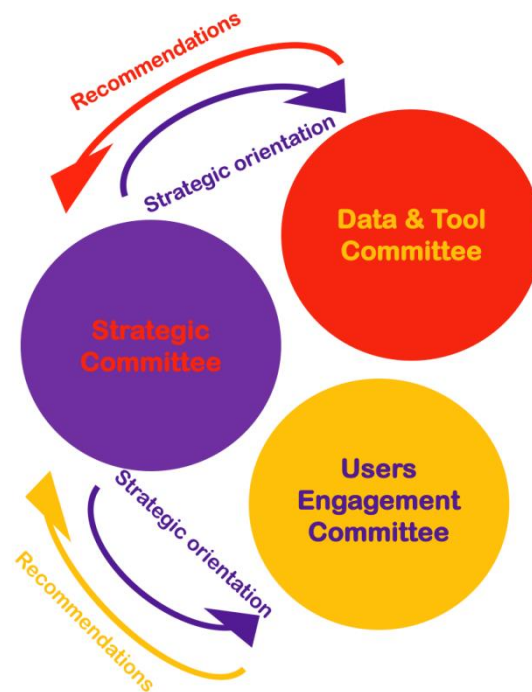 Recommendations
Strategic orientation
Data & Tool
Committee
Strategic
Committee
Users
Engagement
Committee
Strategic orientation
Recommendations